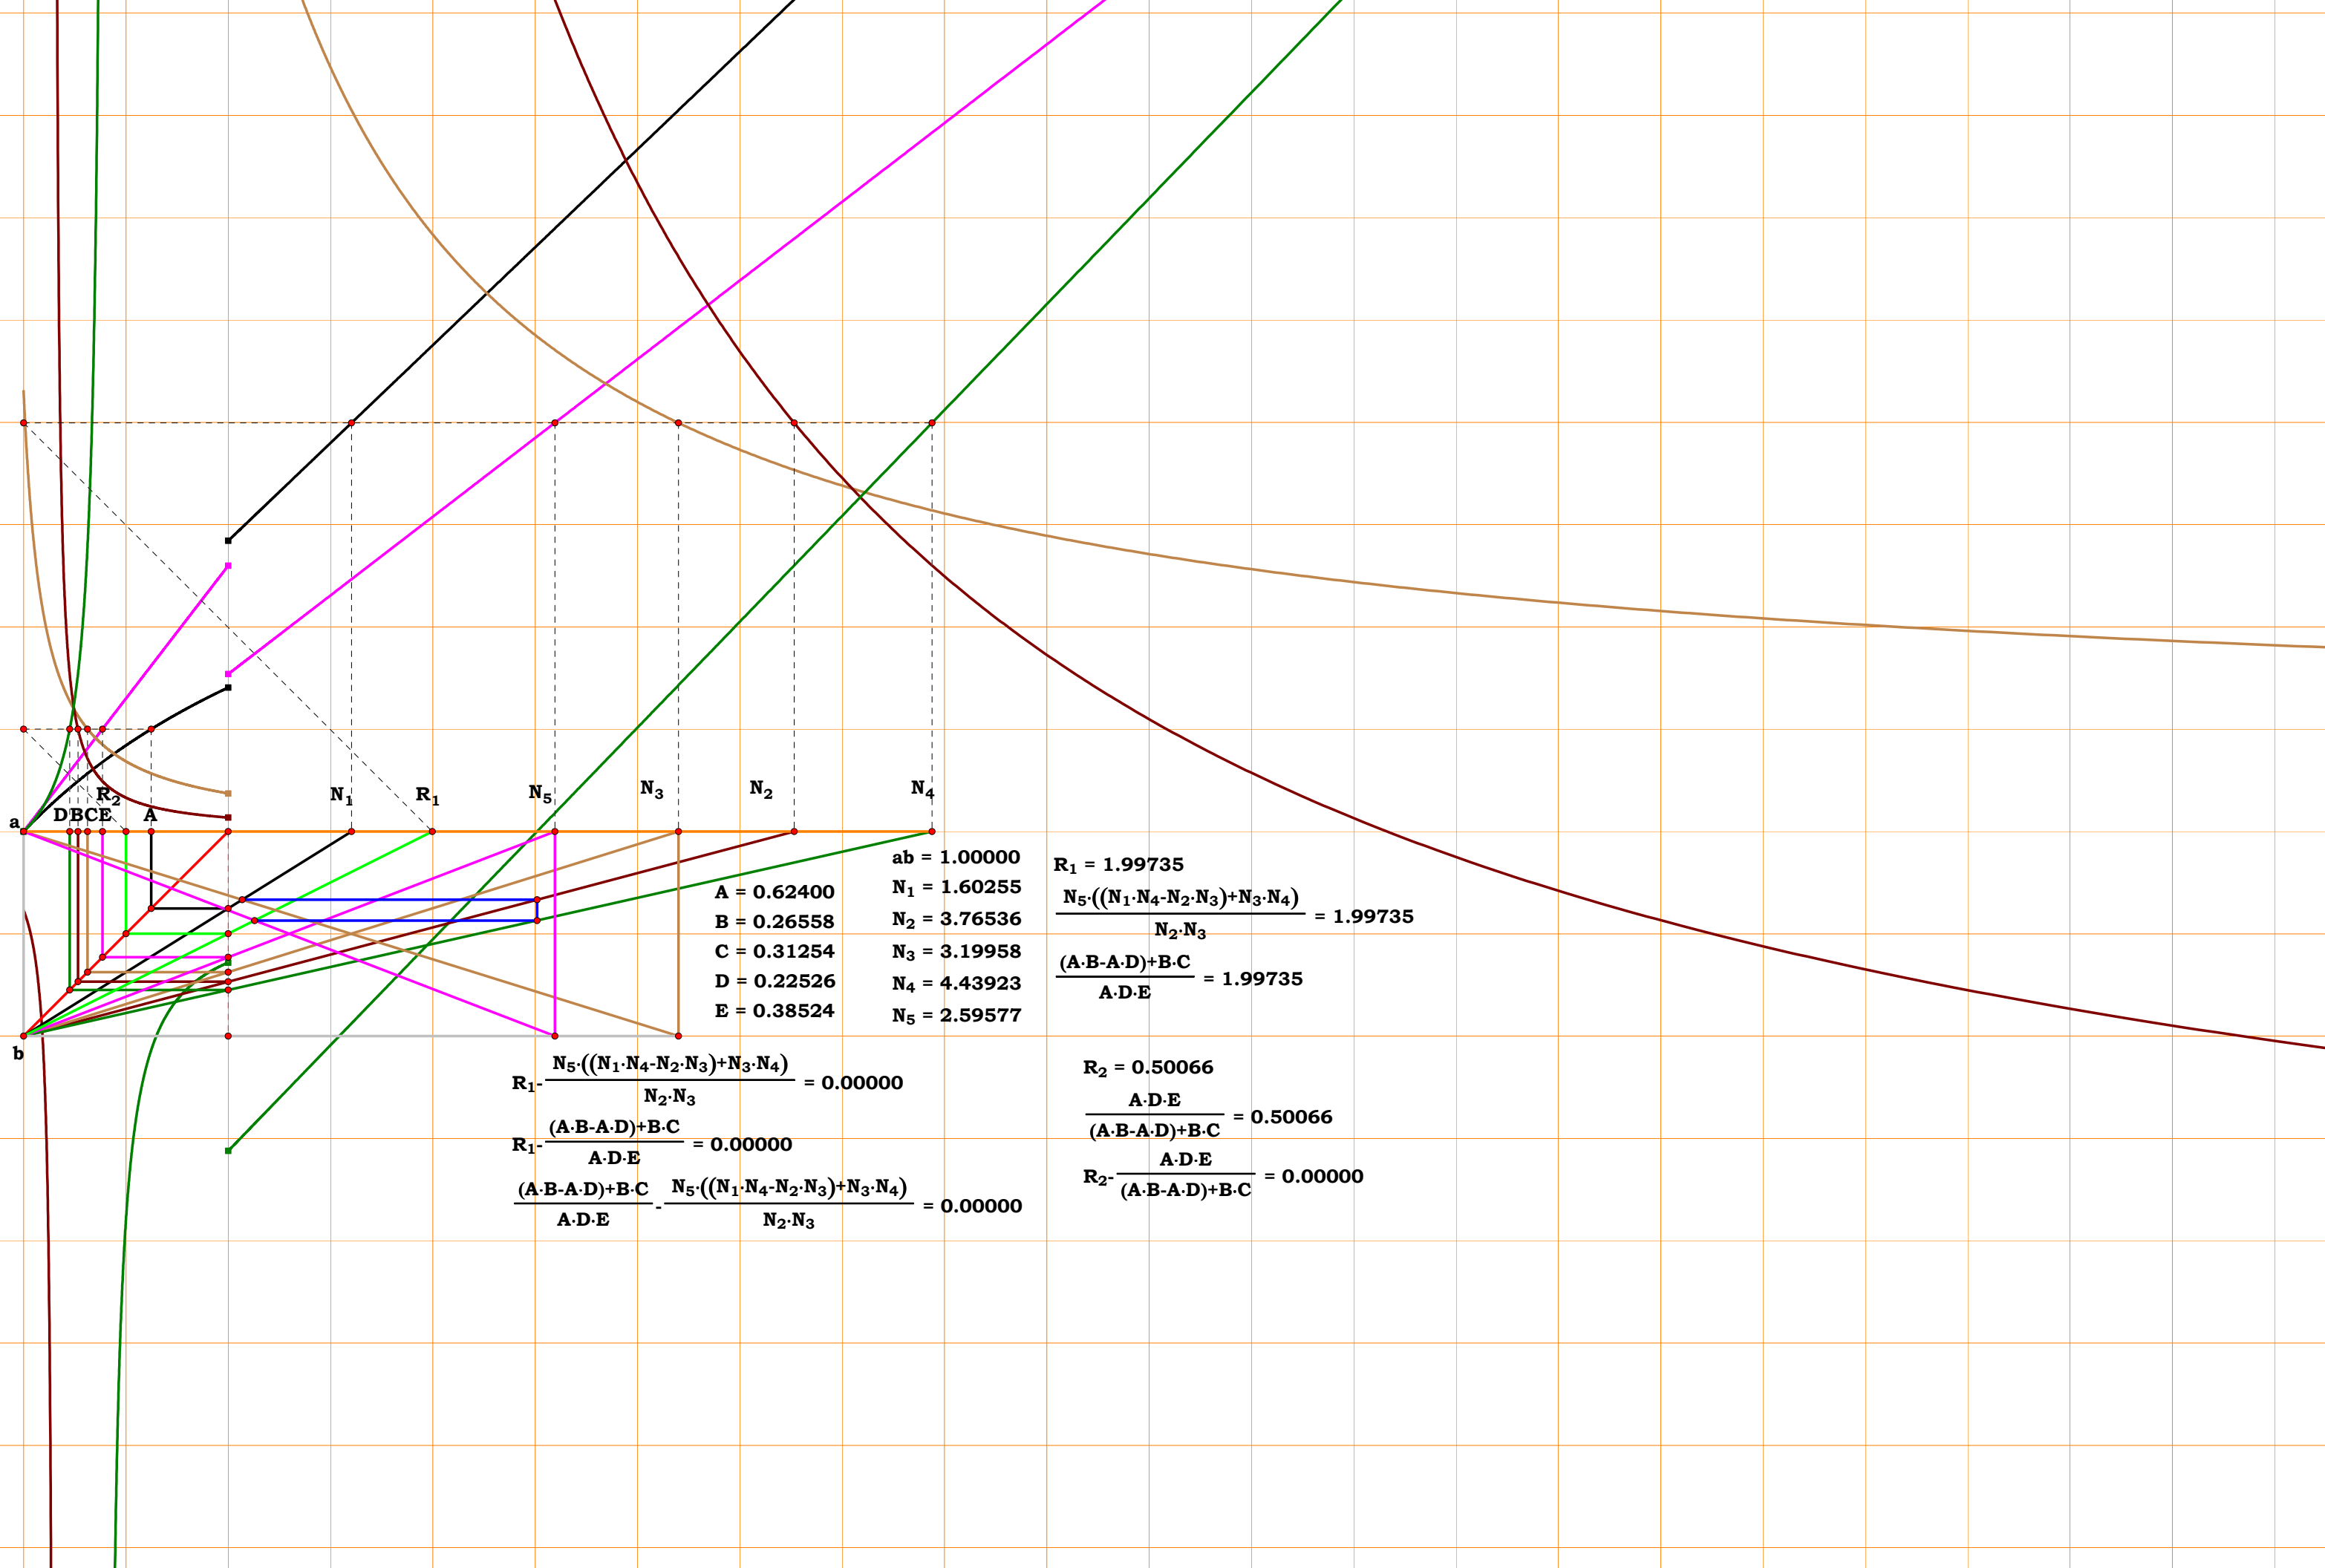 N₁ R₁ N₅ N₃ N₂ N₄
R₂
D B C E A
a
b
ab = 1.00000
N₁ = 1.60255
N₂ = 3.76536
N₃ = 3.19958
N₄ = 4.43923
N₅ = 2.59577
A = 0.62400
B = 0.26558
C = 0.31254
D = 0.22526
E = 0.38524
R₁ = 1.99735
N₅·((N₁·N₄-N₂·N₃)+N₃·N₄)
N₂·N₃
= 1.99735
(A·B-A·D)+B·C
A·D·E
= 1.99735
R₁-
N₅·((N₁·N₄-N₂·N₃)+N₃·N₄)
N₂·N₃
= 0.00000
R₁-
(A·B-A·D)+B·C
A·D·E
= 0.00000
(A·B-A·D)+B·C
A·D·E
-
N₅·((N₁·N₄-N₂·N₃)+N₃·N₄)
N₂·N₃
= 0.00000
R₂ = 0.50066
A·D·E
(A·B-A·D)+B·C
= 0.50066
R₂-
A·D·E
(A·B-A·D)+B·C
= 0.00000